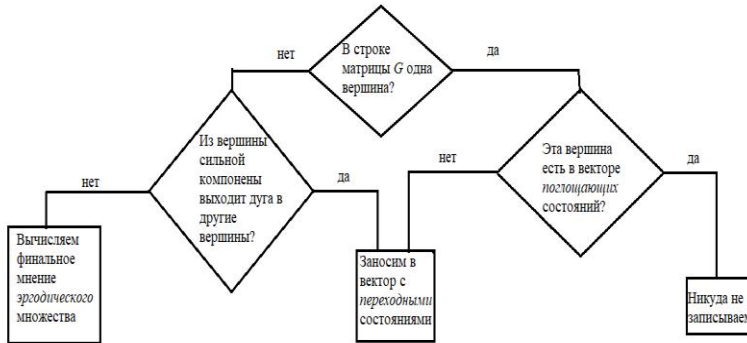 нет
В строке
матрицы G одна
вершина?
да
Из вершины
сильной
компонены
выходит дуга в
другие
вершины?
нет
да
Эта вершина
есть в векторе
поглощающих
состояний?
нет
да
Вычисляем
финальное
мнение
эргодического
множества
Заносим в
вектор с
переходными
состояниями
Никуда не
записываем